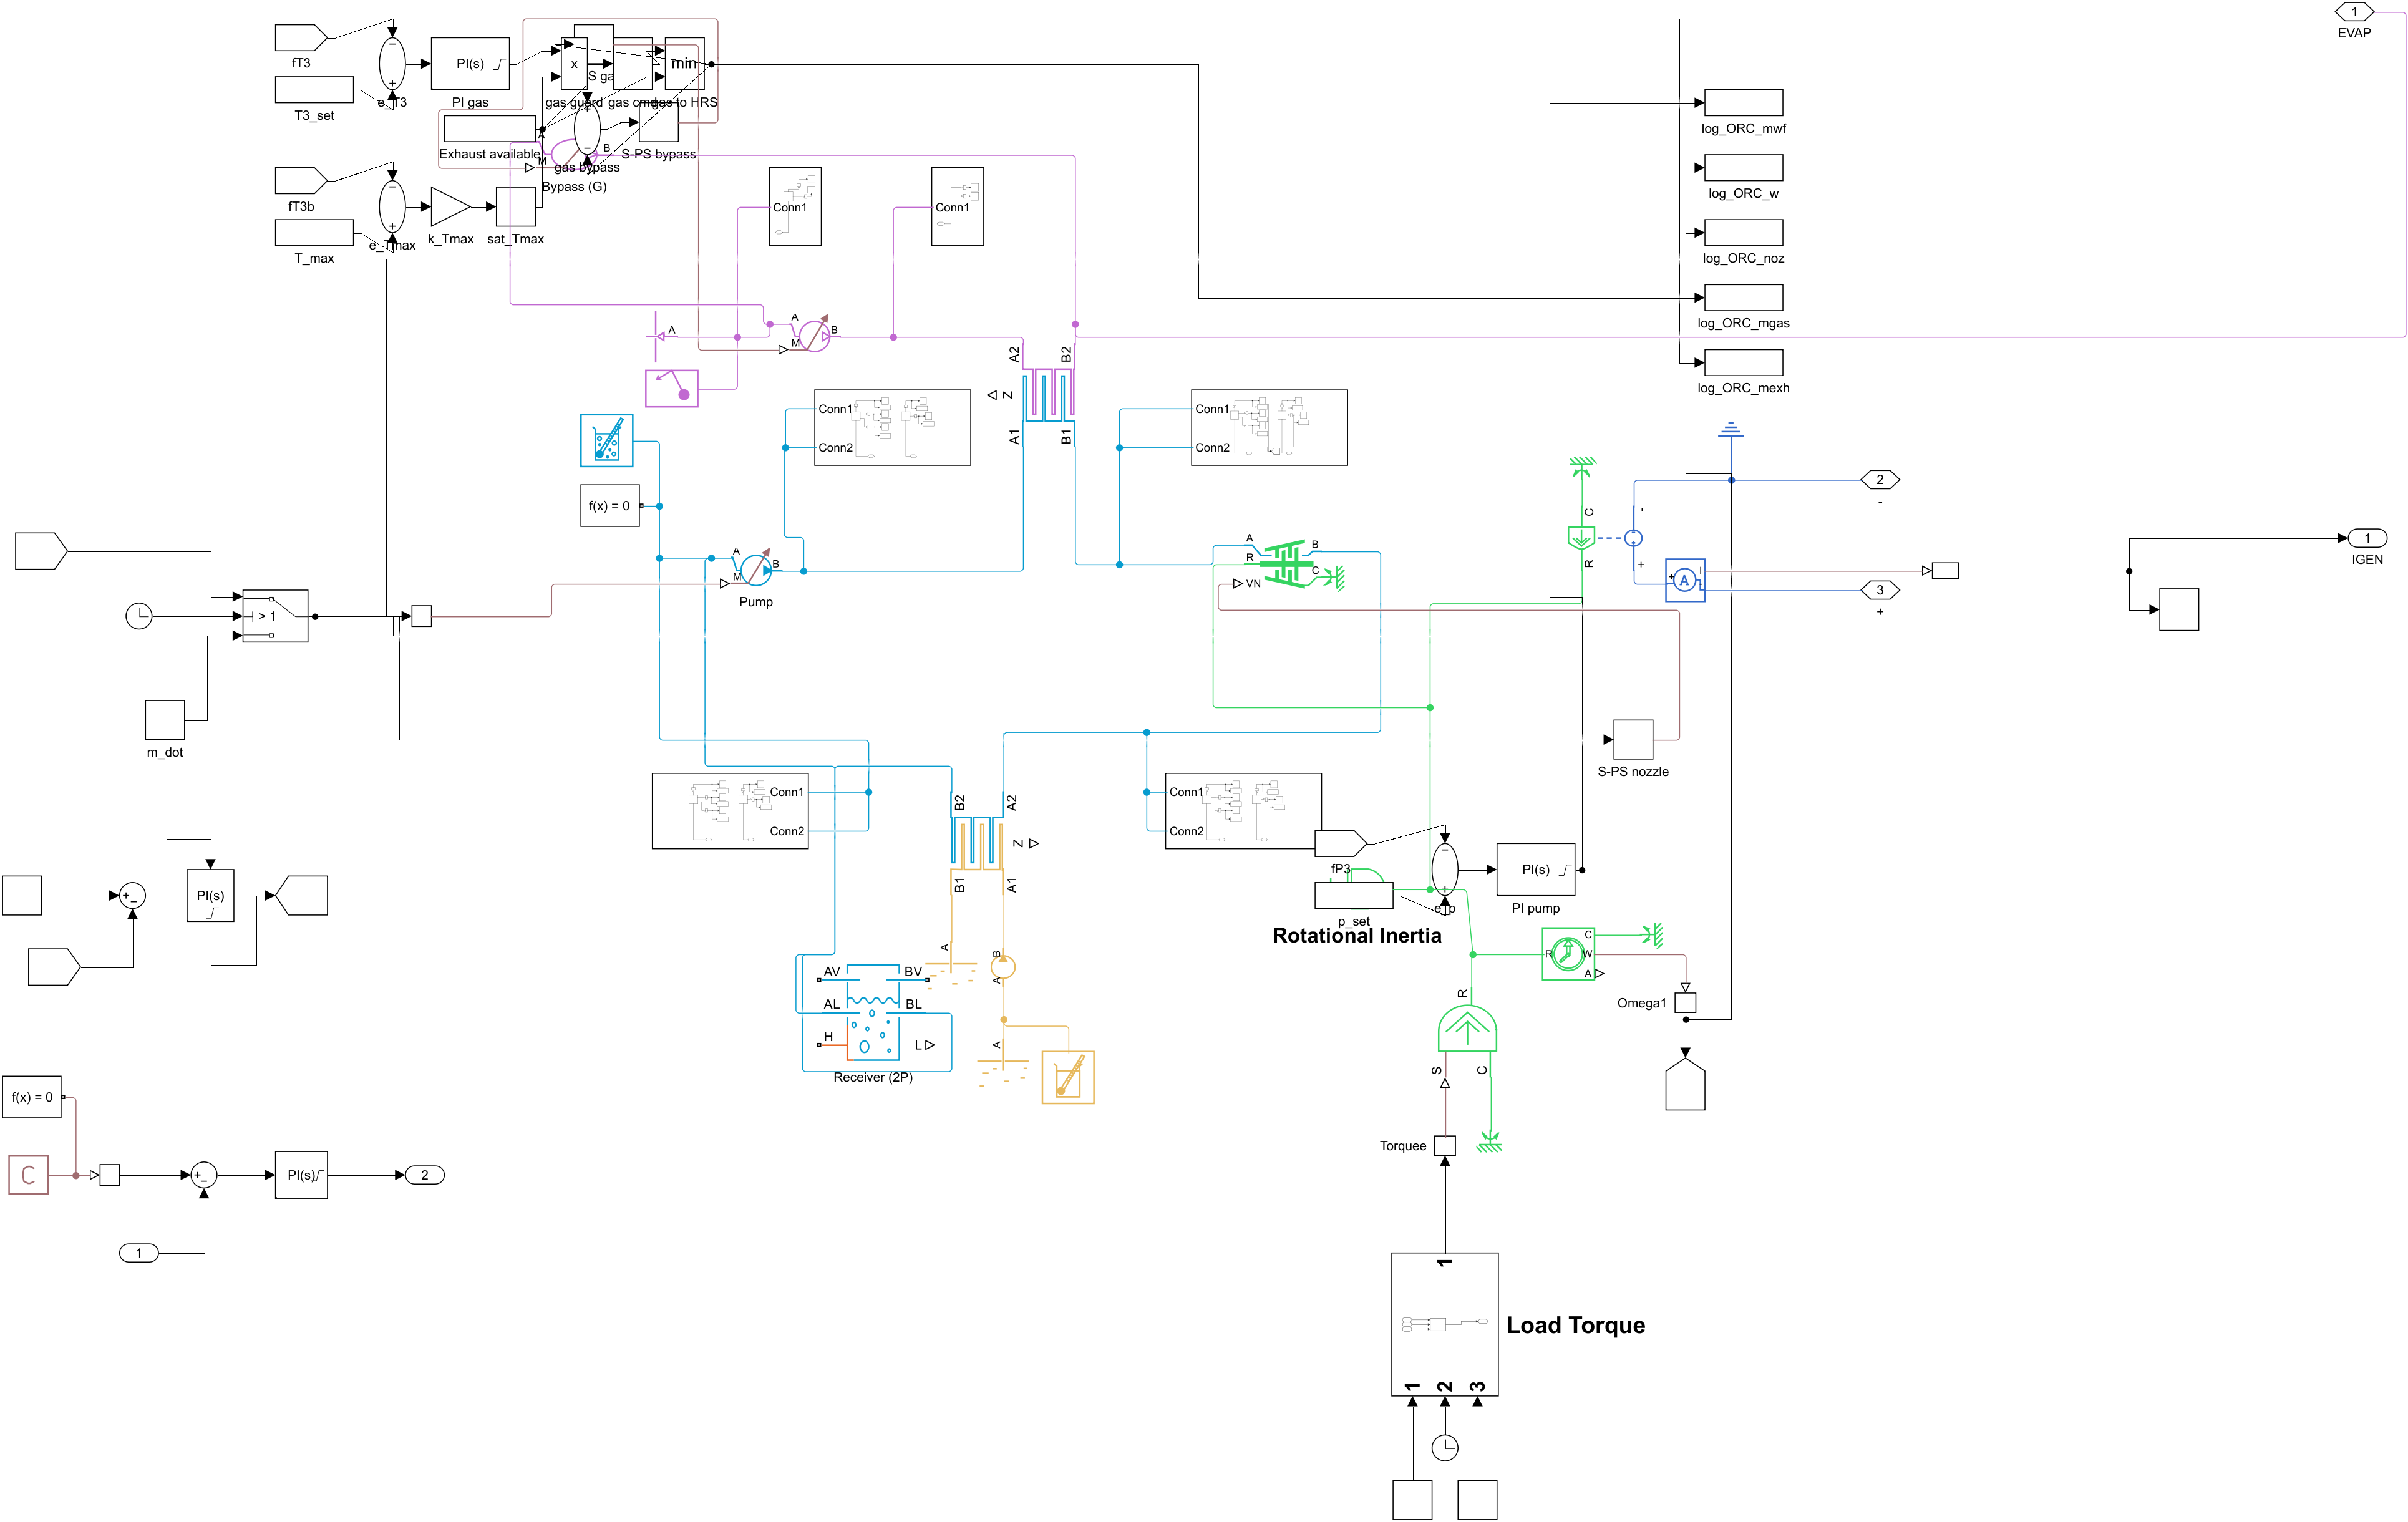 1
EVAP
fT3
−
+
e_T3
T3_set
PI(s)
PI gas
x
S ga
min
gas guard
gas cmd
gas to HRS
Exhaust available
A
M
B
+
−
gas bypass
S-PS bypass
Bypass (G)
fT3b
−
+
e_Tmax
T_max
k_Tmax
sat_Tmax
Conn1
Conn1
log_ORC_mwf
log_ORC_w
log_ORC_noz
log_ORC_mgas
log_ORC_mexh
A
A
M
B
A2
B2
Z
A1
B1
Conn1
Conn2
Conn1
Conn2
f(x) = 0
A
M
B
Pump
A
R
VN
B
C
C
R
-
+
2
-
+
A
I
-
3
+
1
IGEN
> 1
m_dot
S-PS nozzle
Conn1
Conn2
B2
A2
Z
B1
A1
Conn1
Conn2
fP3
p_set
−
+
e_p
PI(s)
PI pump
Rotational Inertia
+
−
PI(s)
A
B
A
A
AV
BV
AL
BL
H
L
Receiver (2P)
R
C
W
A
Omega1
R
S
C
Torquee
f(x) = 0
C
+
−
PI(s)
2
1
1
Load Torque
1
2
3